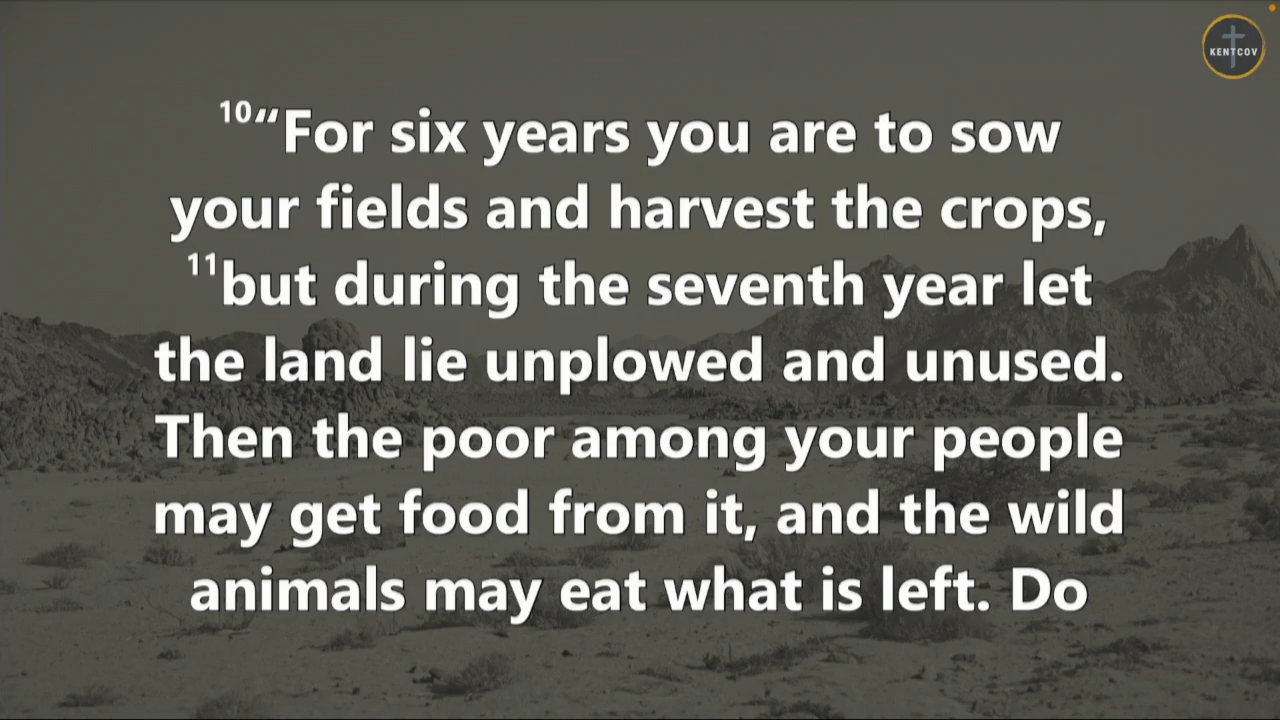 KENTCOV
¹⁰“For six years you are to sow
your fields and harvest the crops,
¹¹but during the seventh year let
the land lie unplowed and unused.
Then the poor among your people
may get food from it, and the wild
animals may eat what is left. Do